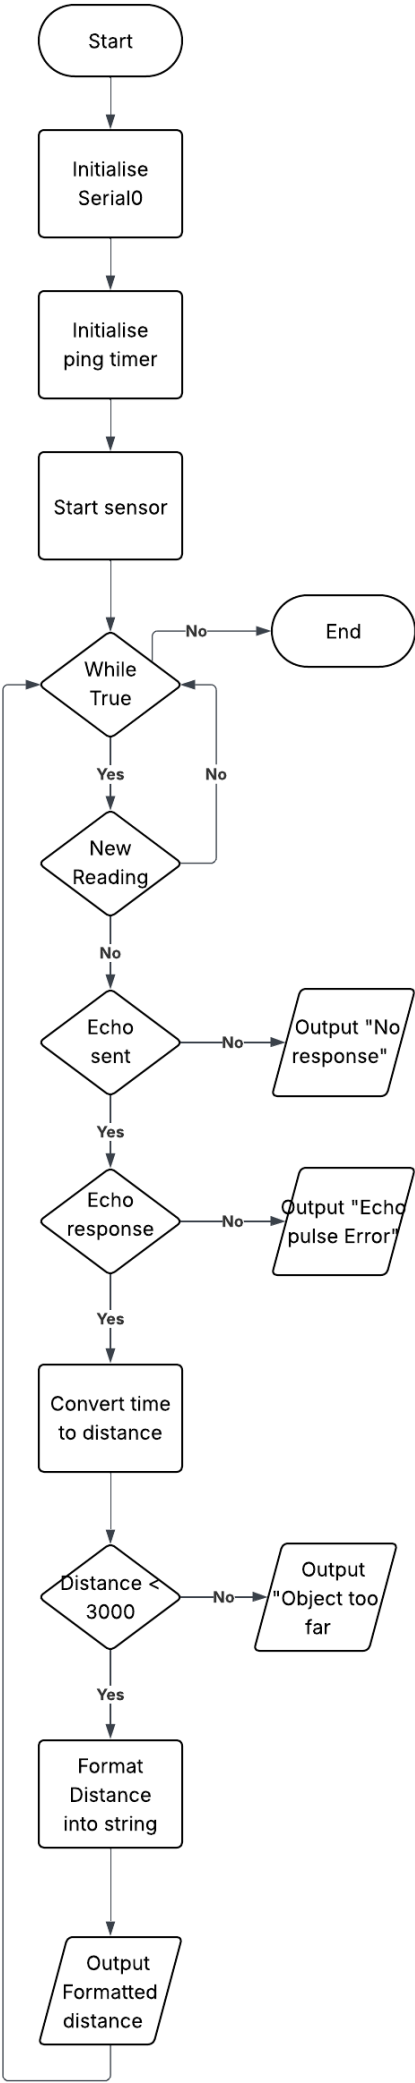 Start
Initialise
Serial0
Initialise
ping timer
Start sensor
No
End
While
True
Yes
No
New
Reading
No
Echo
sent
No
Output "No
response"
Yes
Echo
response
No
Output "Echo
pulse Error"
Yes
Convert time
to distance
Distance <
3000
No
Output
"Object too
far
Yes
Format
Distance
into string
Output
Formatted
distance